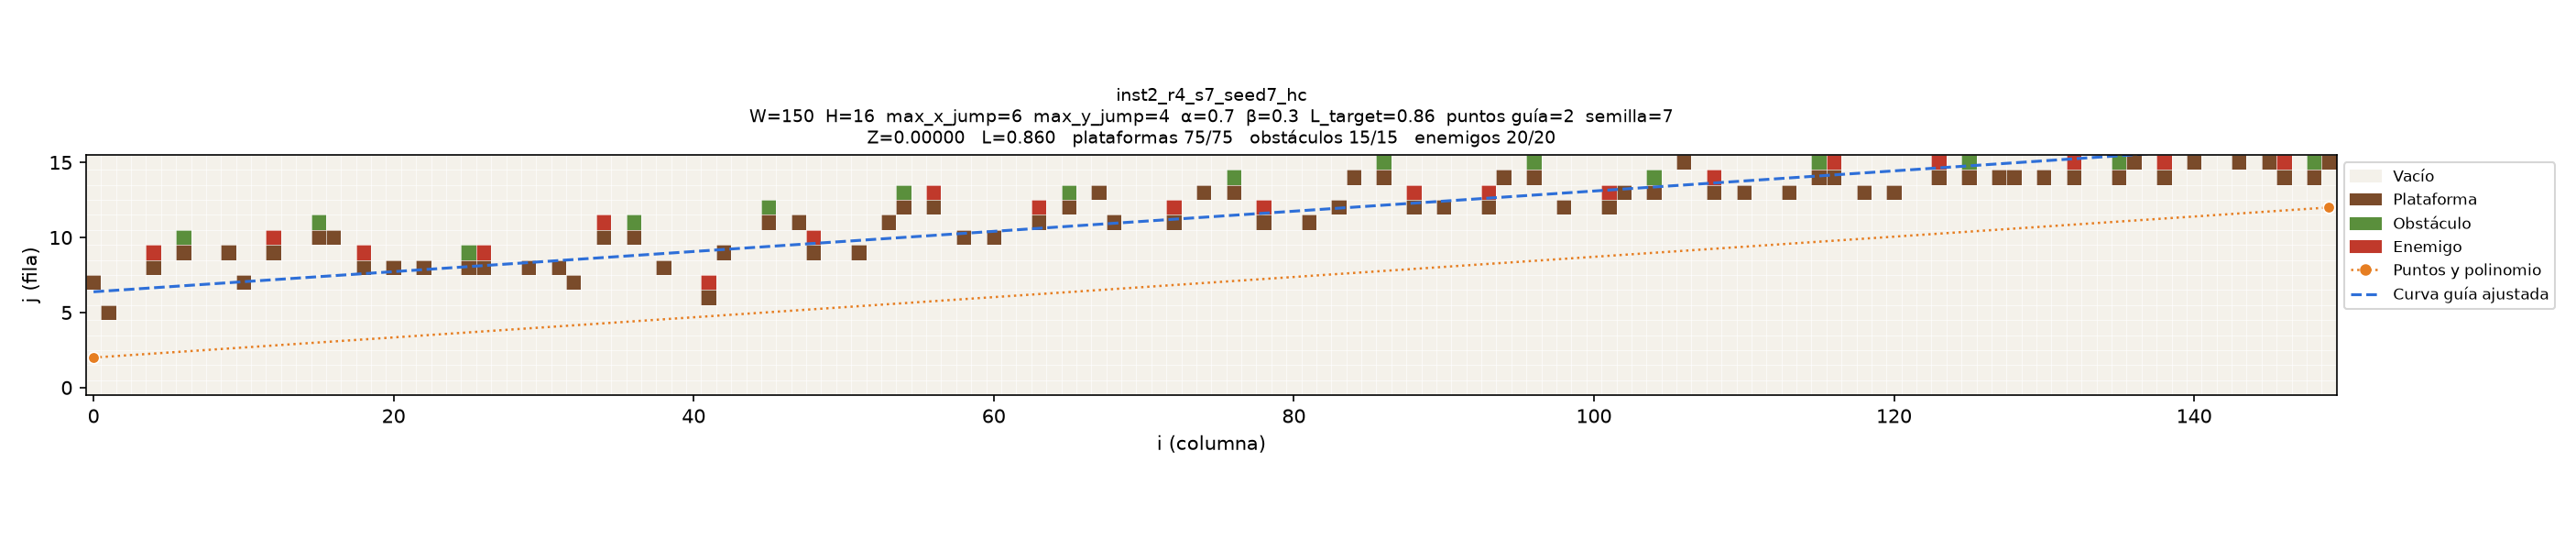 inst2_r4_s7_seed7_hc
W=150  H=16  max_x_jump=6  max_y_jump=4  α=0.7  β=0.3  L_target=0.86  puntos guía=2  semilla=7
Z=0.00000   L=0.860   plataformas 75/75   obstáculos 15/15   enemigos 20/20
15
10
5
0
j (fila)
0 20 40 60 80 100 120 140
i (columna)
Vacío
Plataforma
Obstáculo
Enemigo
Puntos y polinomio
Curva guía ajustada